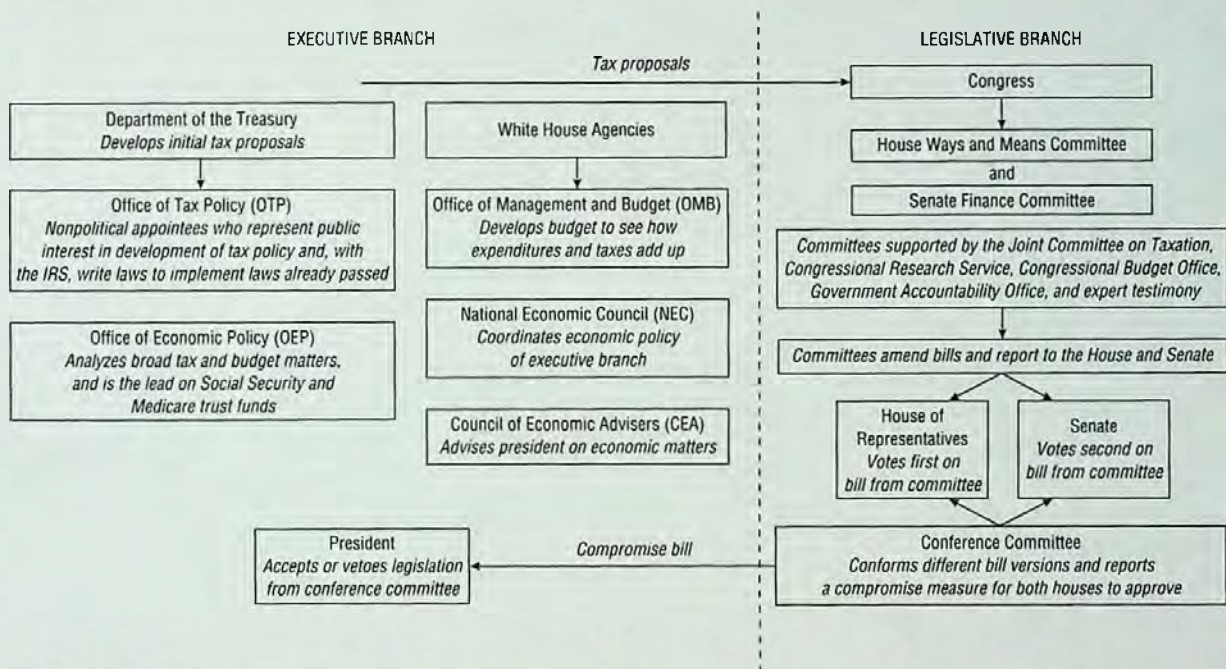 EXECUTIVE BRANCH
Tax proposals
Department of the Treasury
Develops initial tax proposals
Office of Tax Policy (OTP)
Nonpolitical appointees who represent public
interest in development of tax policy and, with
the IRS, write laws to implement laws already passed
Office of Economic Policy (OEP)
Analyzes broad tax and budget matters,
and is the lead on Social Security and
Medicare trust funds
White House Agencies
Office of Management and Budget (OMB)
Develops budget to see how
expenditures and taxes add up
National Economic Council (NEC)
Coordinates economic policy
of executive branch
Council of Economic Advisers (CEA)
Advises president on economic matters
LEGISLATIVE BRANCH
Congress
House Ways and Means Committee
and
Senate Finance Committee
Committees supported by the Joint Committee on Taxation,
Congressional Research Service, Congressional Budget Office,
Government Accountability Office, and expert testimony
Committees amend bills and report to the House and Senate
House of
Representatives
Votes first on
bill from committee
Senate
Votes second on
bill from committee
Conference Committee
Conforms different bill versions and reports
a compromise measure for both houses to approve
Compromise bill
President
Accepts or vetoes legislation
from conference committee